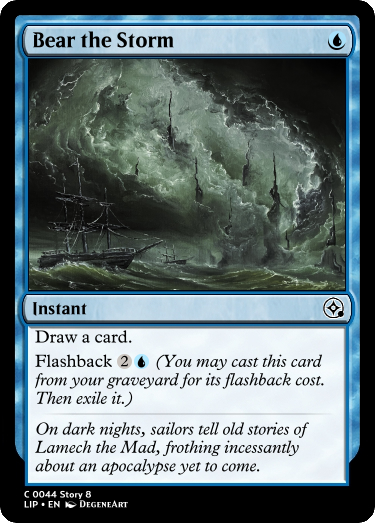 Bear the Storm
Instant
Draw a card.
Flashback 2 (You may cast this card
from your graveyard for its flashback cost.
Then exile it.)
On dark nights, sailors tell old stories of
Lamech the Mad, frothing incessantly
about an apocalypse yet to come.
C 0044 Story 8
LIP • EN DegeneArt